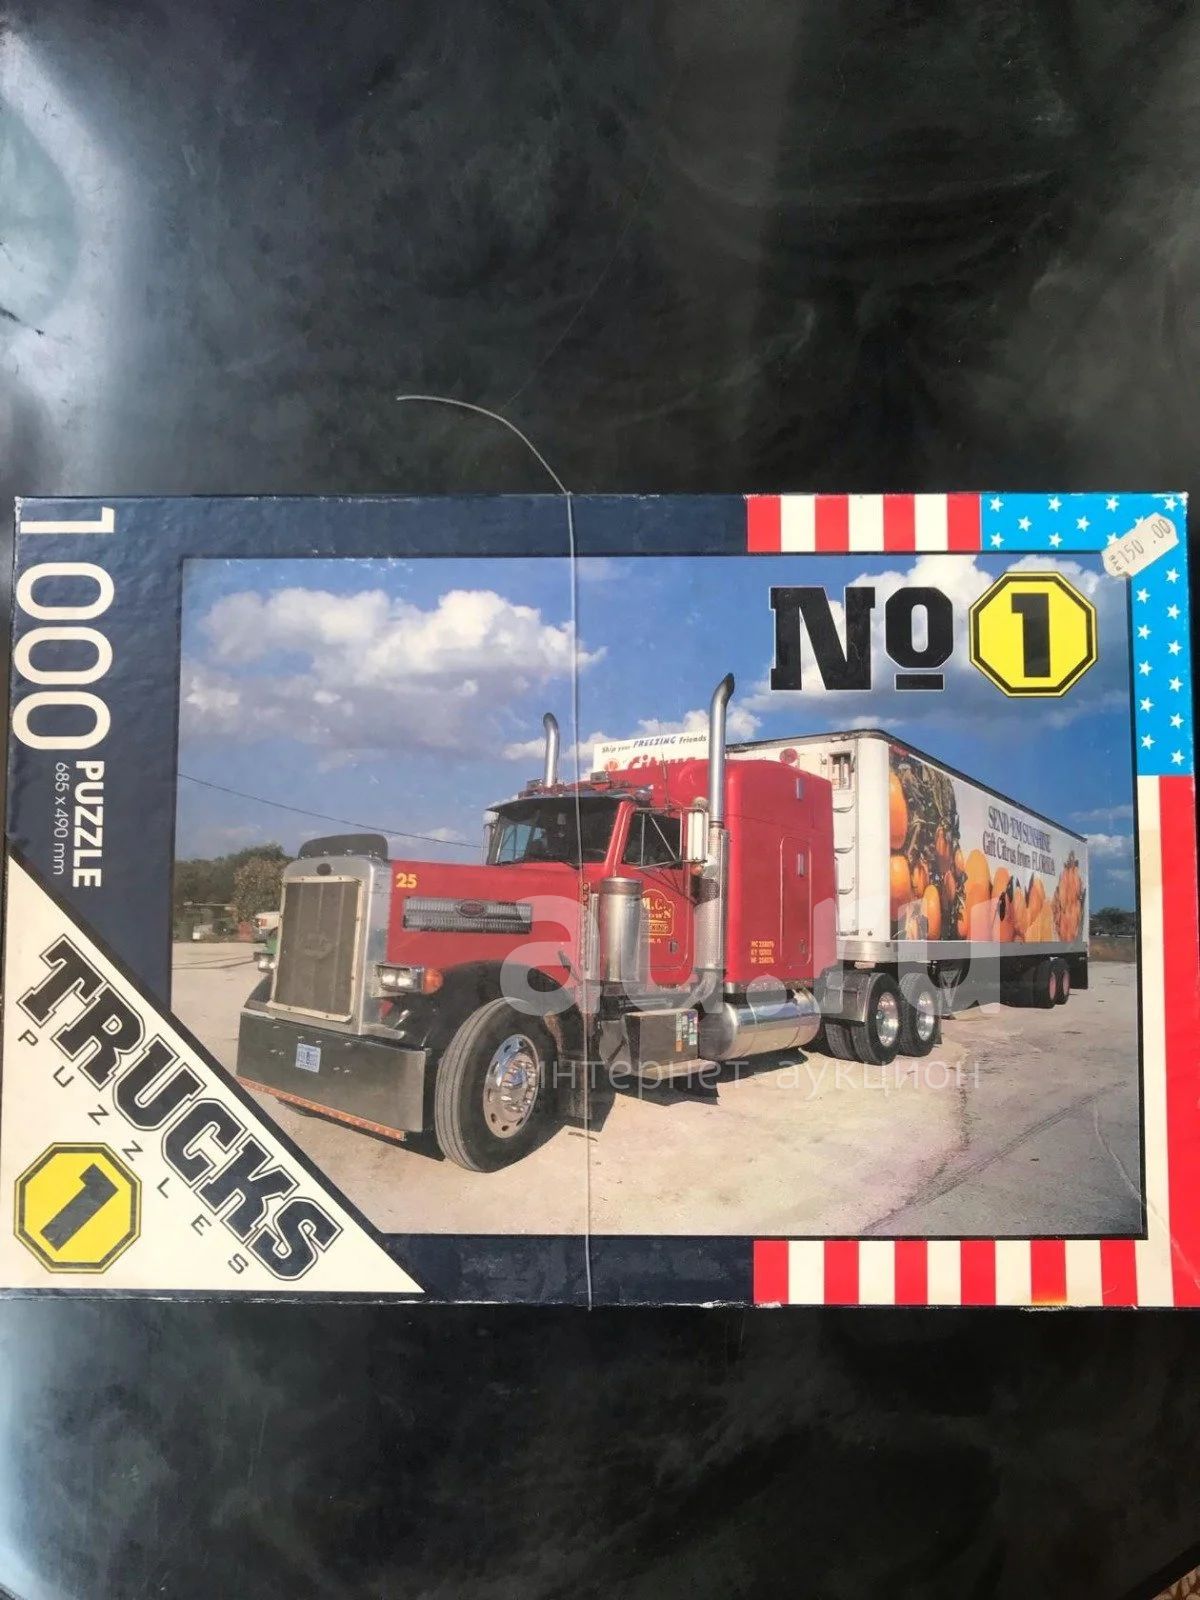 1000
PUZZLE
685 x 490 mm
150.00
No 1
Ship your FREEZING Friends
25
SEND 'EM SUNSHINE
Gift Citrus from FLORIDA
TRUCKS
PUZZLES
1
au.ru
интернет аукцион